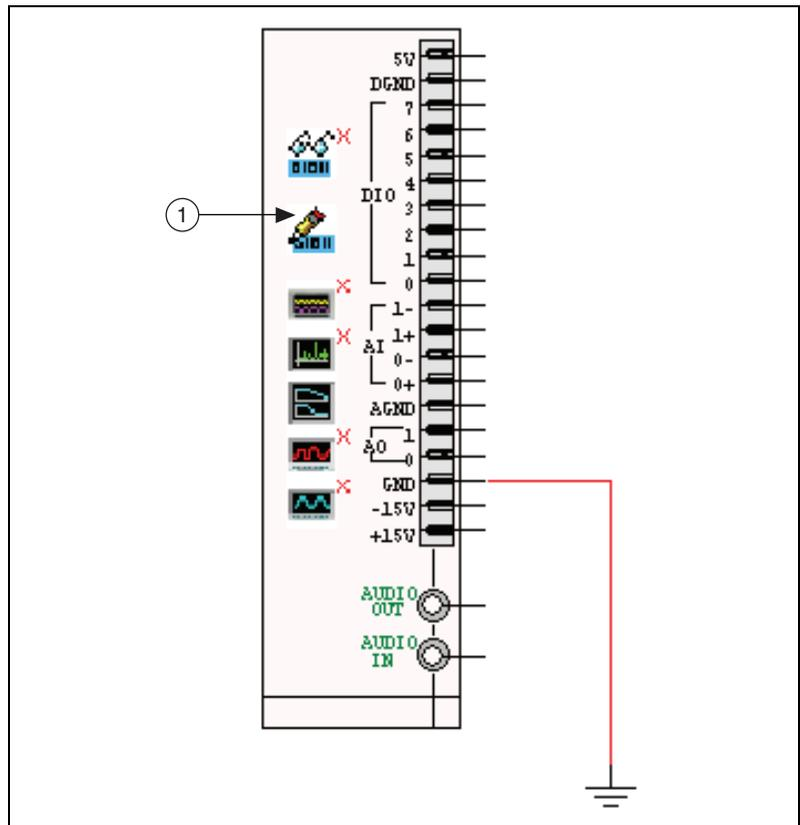 5V
DGND
7
6
5
4
DIO
3
2
1
0
1-
1+
AI
0-
0+
AGND
1
AO
0
GND
-15V
+15V
AUDIO
OUT
AUDIO
IN
1